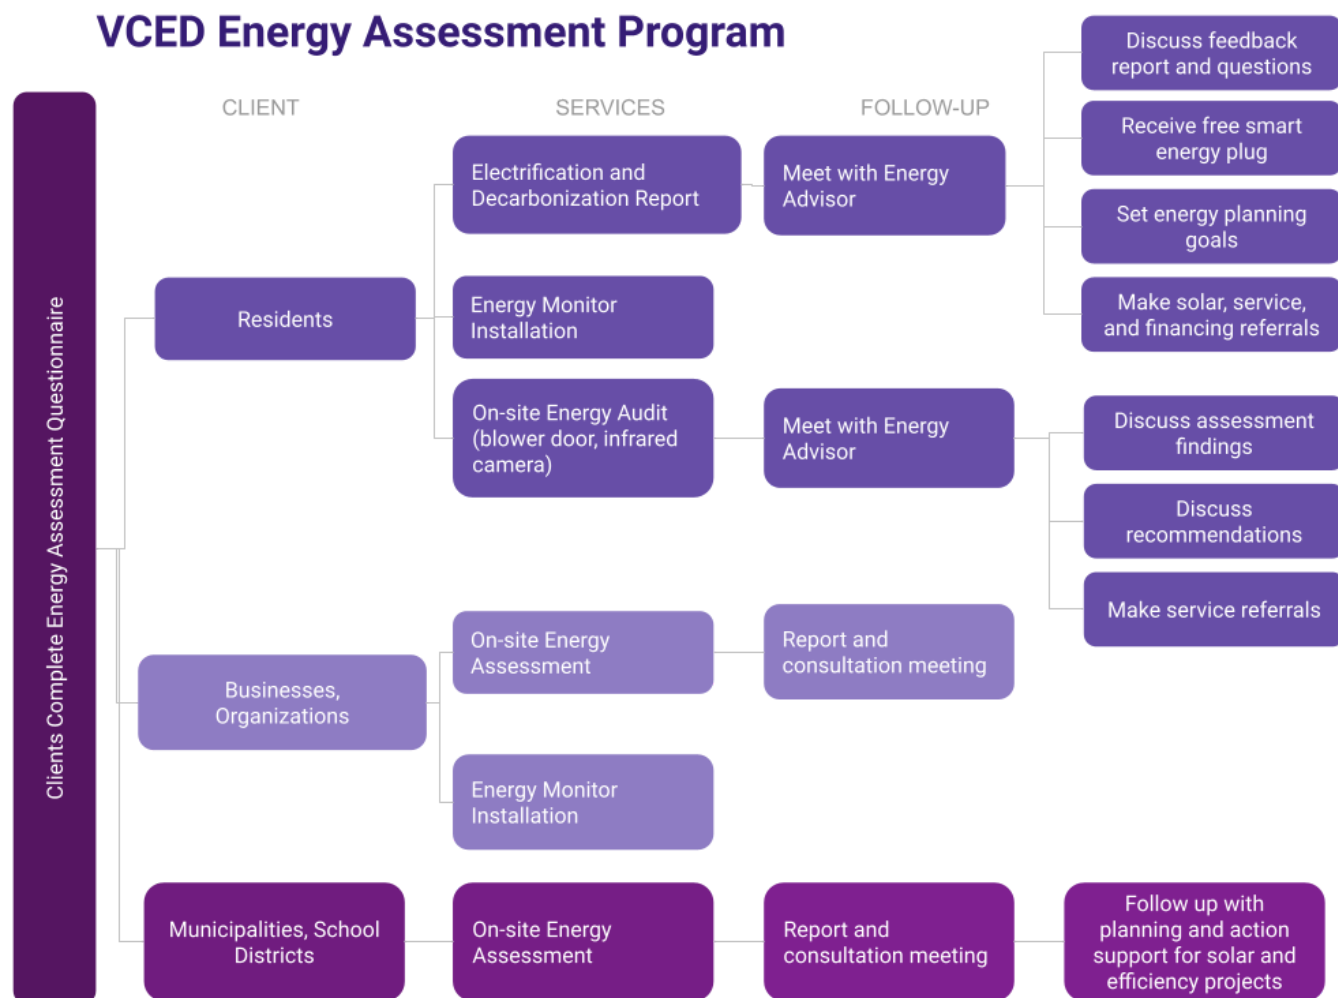 VCED Energy Assessment Program
CLIENT
SERVICES
FOLLOW-UP
Clients Complete Energy Assessment Questionnaire
Residents
Electrification and
Decarbonization Report
Meet with Energy
Advisor
Discuss feedback
report and questions
Receive free smart
energy plug
Set energy planning
goals
Make solar, service,
and financing referrals
Energy Monitor
Installation
On-site Energy Audit
(blower door, infrared
camera)
Meet with Energy
Advisor
Discuss assessment
findings
Discuss
recommendations
Make service referrals
Businesses,
Organizations
On-site Energy
Assessment
Report and
consultation meeting
Energy Monitor
Installation
Municipalities, School
Districts
On-site Energy
Assessment
Report and
consultation meeting
Follow up with
planning and action
support for solar and
efficiency projects